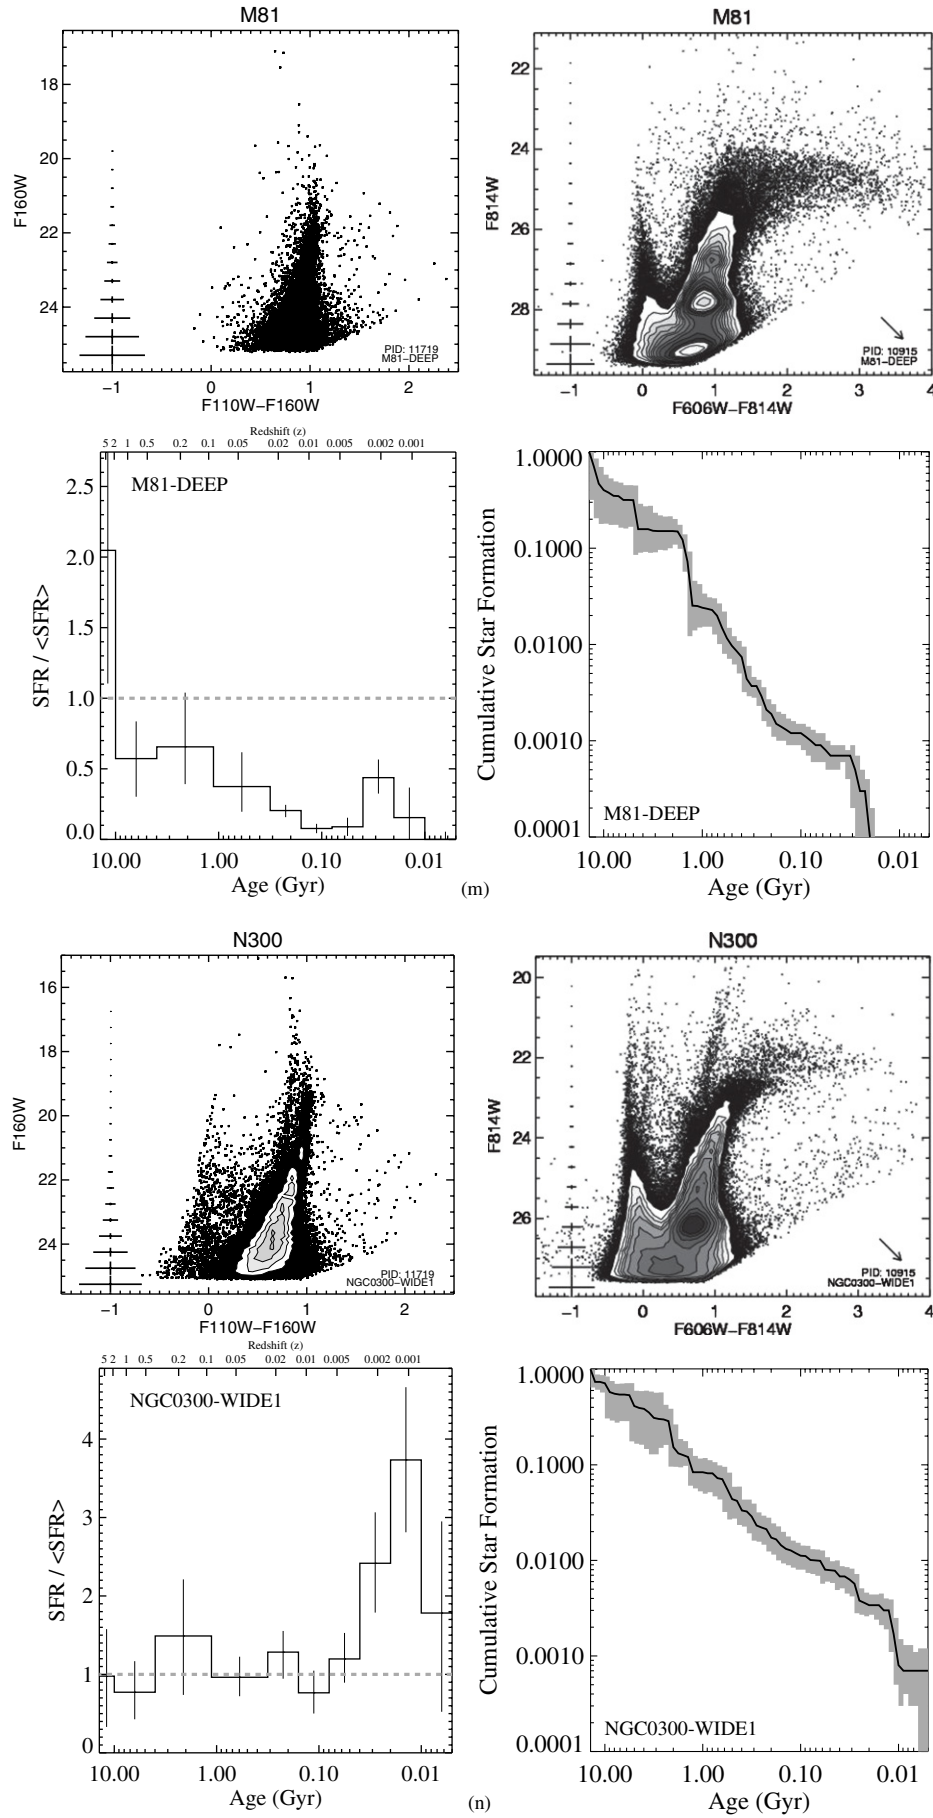 M81
F160W
18
20
22
24
PID: 11719
M81-DEEP
−1 0 1 2
F110W−F160W
M81
F814W
22
24
26
28
PID: 10915
M81-DEEP
−1 0 1 2 3 4
F606W−F814W
Redshift (z)
5 2 1 0.5 0.2 0.1 0.05 0.02 0.01 0.005 0.002 0.001
M81-DEEP
SFR / <SFR>
2.5
2.0
1.5
1.0
0.5
0.0
10.00 1.00 0.10 0.01
Age (Gyr)
Cumulative Star Formation
1.0000
0.1000
0.0100
0.0010
0.0001
M81-DEEP
10.00 1.00 0.10 0.01
Age (Gyr)
(m)
N300
F160W
16
18
20
22
24
PID: 11719
NGC0300-WIDE1
−1 0 1 2
F110W−F160W
N300
F814W
20
22
24
26
PID: 10915
NGC0300-WIDE1
−1 0 1 2 3 4
F606W−F814W
Redshift (z)
5 2 1 0.5 0.2 0.1 0.05 0.02 0.01 0.005 0.002 0.001
NGC0300-WIDE1
SFR / <SFR>
4
3
2
1
0
10.00 1.00 0.10 0.01
Age (Gyr)
Cumulative Star Formation
1.0000
0.1000
0.0100
0.0010
0.0001
NGC0300-WIDE1
10.00 1.00 0.10 0.01
Age (Gyr)
(n)